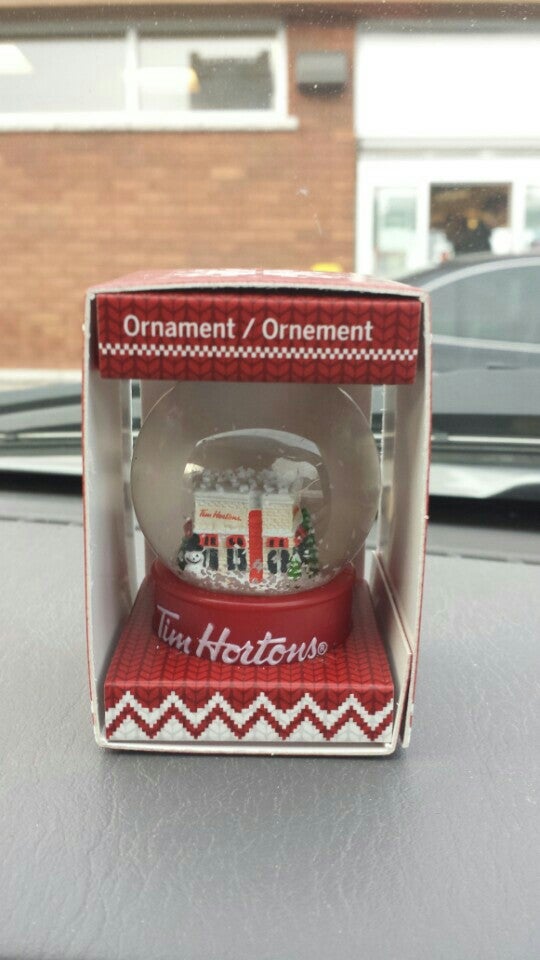 Ornament / Ornement
Tim Hortons
Tim Hortons®